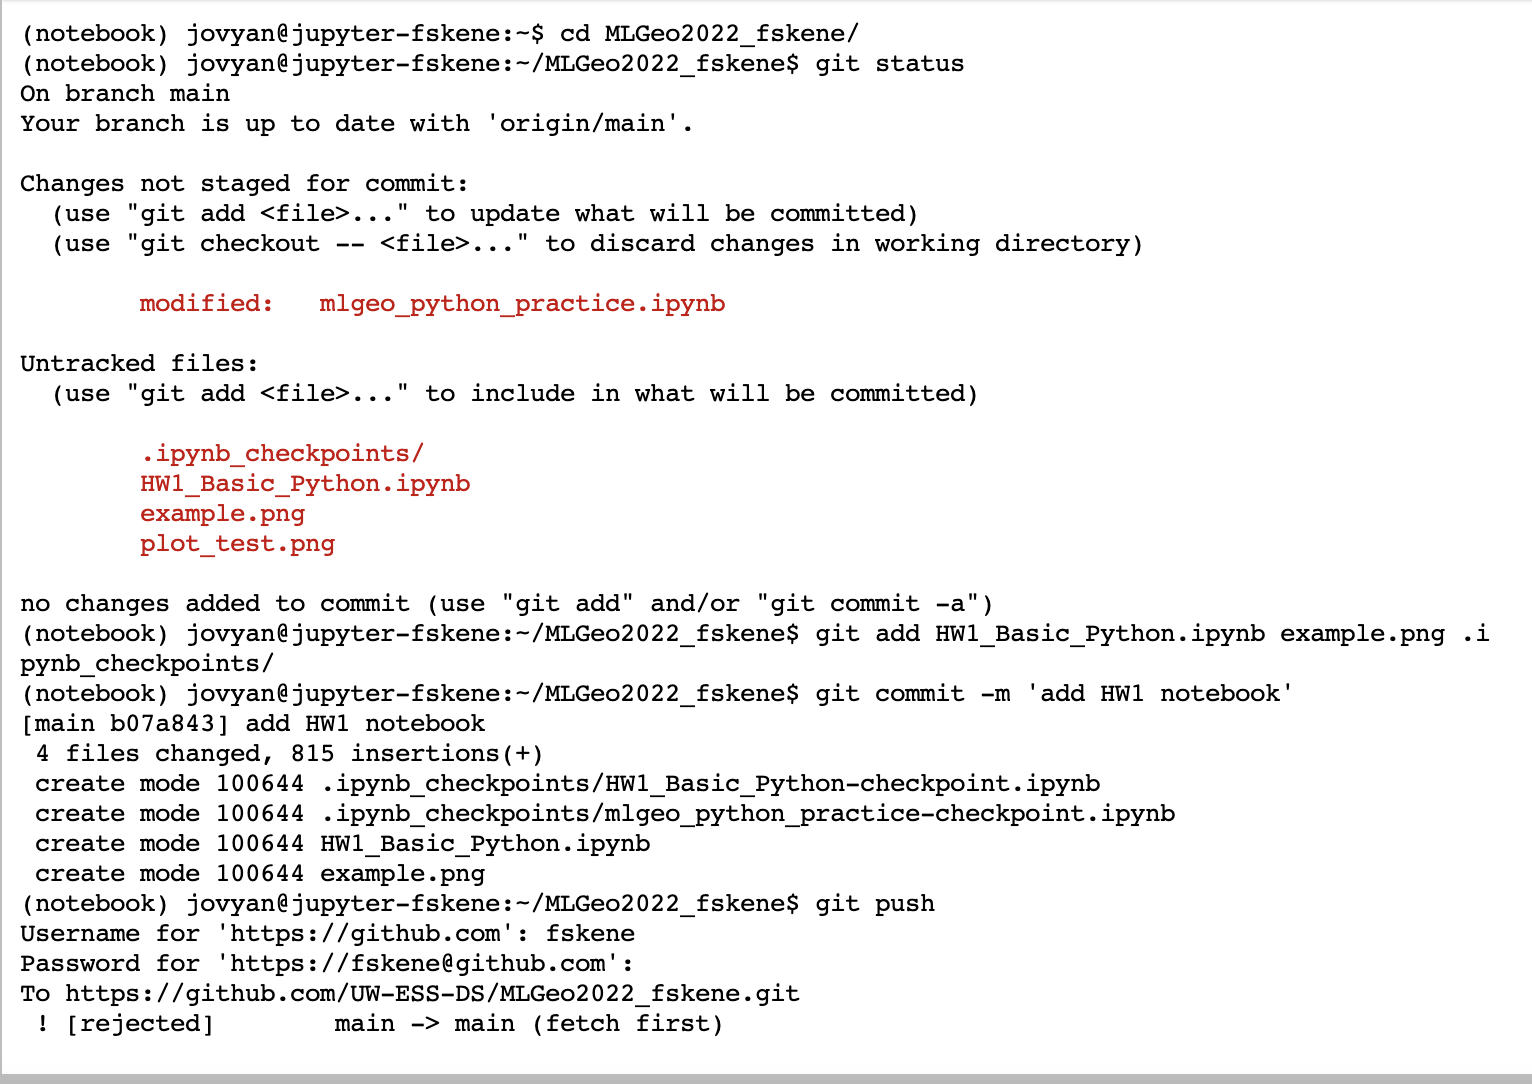 (notebook) jovyan@jupyter-fskene:~$ cd MLGeo2022_fskene/
(notebook) jovyan@jupyter-fskene:~/MLGeo2022_fskene$ git status
On branch main
Your branch is up to date with 'origin/main'.
Changes not staged for commit:
  (use "git add <file>..." to update what will be committed)
  (use "git checkout -- <file>..." to discard changes in working directory)
        modified:   mlgeo_python_practice.ipynb
Untracked files:
  (use "git add <file>..." to include in what will be committed)
        .ipynb_checkpoints/
        HW1_Basic_Python.ipynb
        example.png
        plot_test.png
no changes added to commit (use "git add" and/or "git commit -a")
(notebook) jovyan@jupyter-fskene:~/MLGeo2022_fskene$ git add HW1_Basic_Python.ipynb example.png .i
pynb_checkpoints/
(notebook) jovyan@jupyter-fskene:~/MLGeo2022_fskene$ git commit -m 'add HW1 notebook'
[main b07a843] add HW1 notebook
 4 files changed, 815 insertions(+)
 create mode 100644 .ipynb_checkpoints/HW1_Basic_Python-checkpoint.ipynb
 create mode 100644 .ipynb_checkpoints/mlgeo_python_practice-checkpoint.ipynb
 create mode 100644 HW1_Basic_Python.ipynb
 create mode 100644 example.png
(notebook) jovyan@jupyter-fskene:~/MLGeo2022_fskene$ git push
Username for 'https://github.com': fskene
Password for 'https://fskene@github.com':
To https://github.com/UW-ESS-DS/MLGeo2022_fskene.git
 ! [rejected]        main -> main (fetch first)